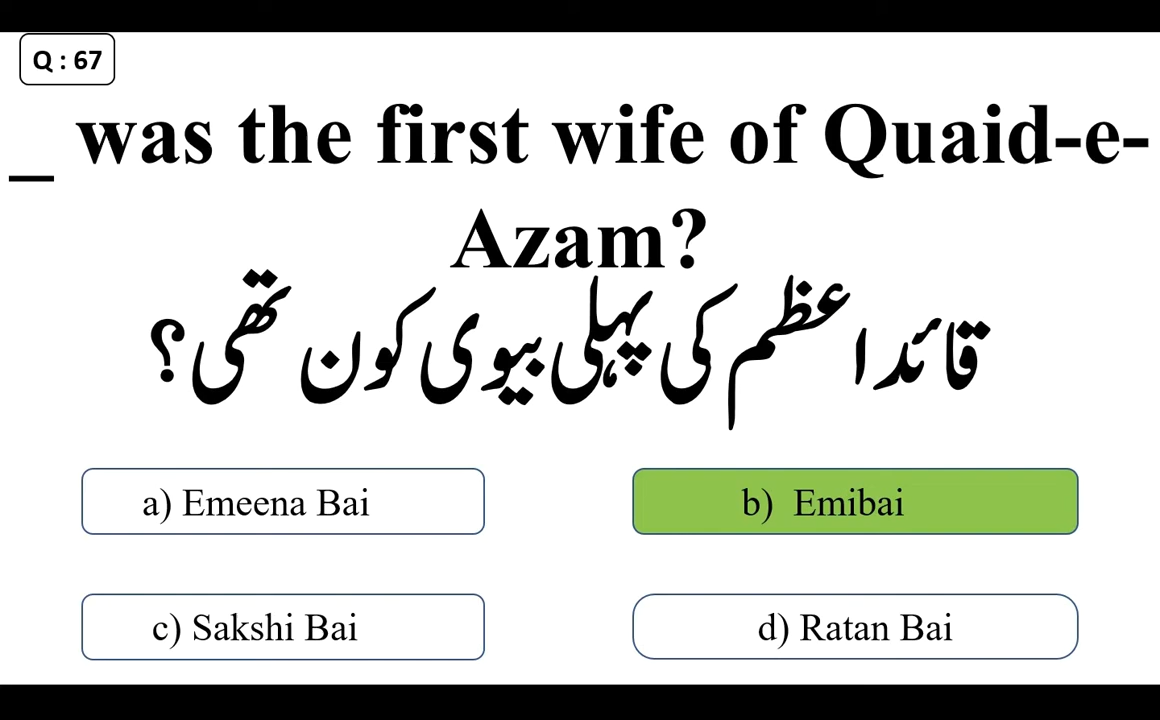 Q : 67
_ was the first wife of Quaid-e-
Azam?
قائداعظم کی پہلی بیوی کون تھی؟
a) Emeena Bai
b) Emibai
c) Sakshi Bai
d) Ratan Bai